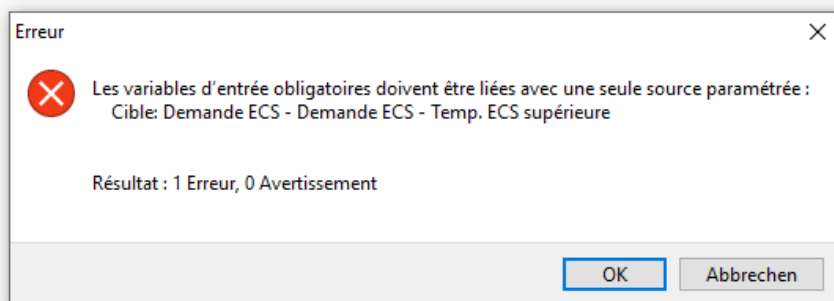 Erreur
Les variables d'entrée obligatoires doivent être liées avec une seule source paramétrée :
Cible: Demande ECS - Demande ECS - Temp. ECS supérieure
Résultat : 1 Erreur, 0 Avertissement
OK
Abbrechen